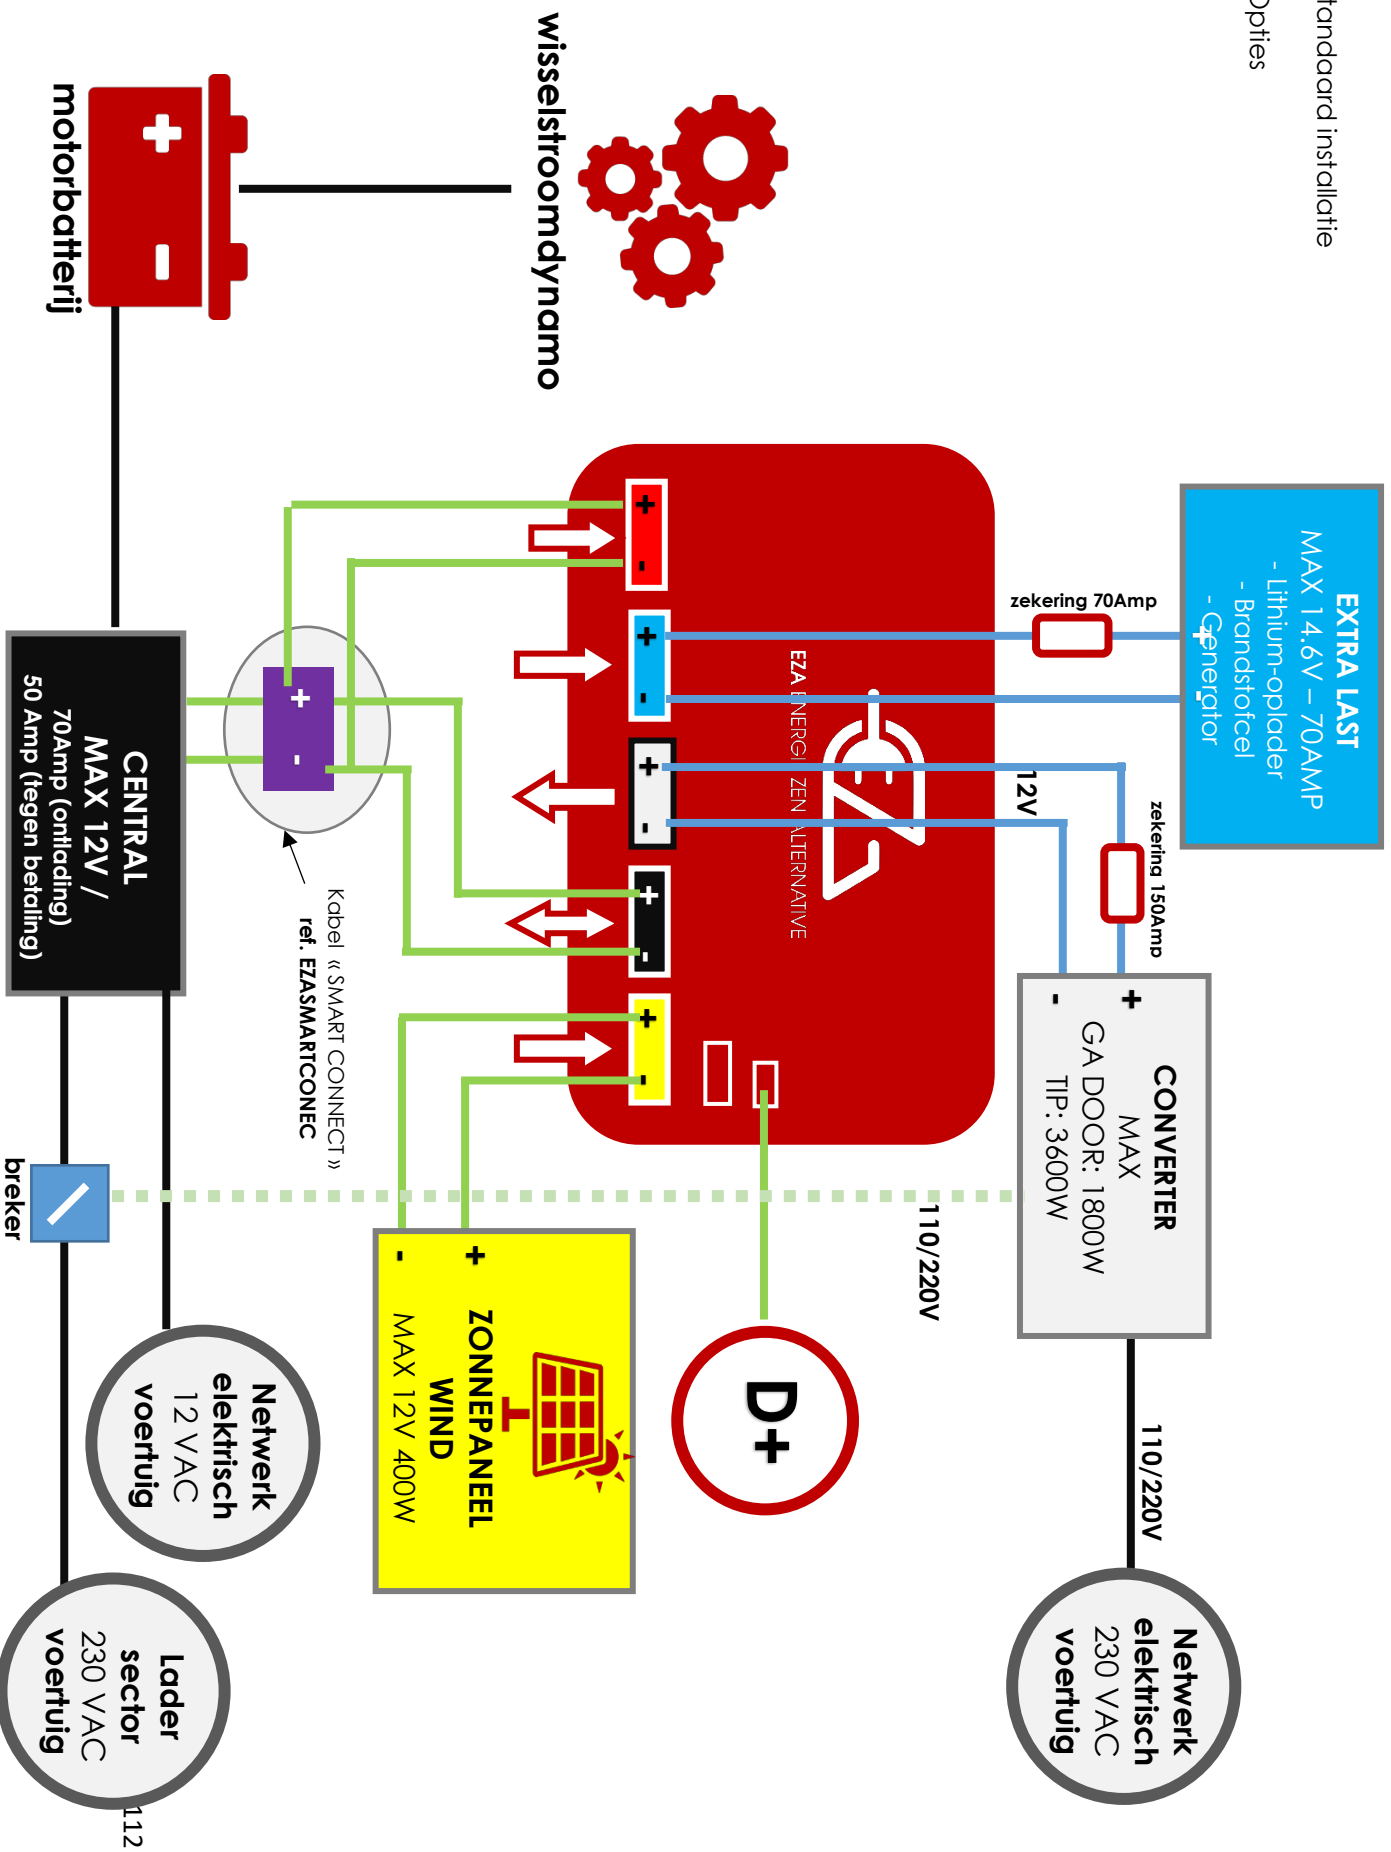 tandaard installatie
Opties
EXTRA LAST
MAX 14.6V – 70AMP
- Lithium-oplader
- Brandstofcel
- Generator
+ -
zekering 70Amp
zekering 150Amp
12V
CONVERTER
MAX
GA DOOR: 1800W
TIP: 3600W
+
-
110/220V
Netwerk
elektrisch
230 VAC
voertuig
110/220V
wisselstroomdynamo
EZA ENERGI ZEN ALTERNATIVE
+ -
+ -
+ -
+ -
+ -
D+
ZONNEPANEEL
WIND
MAX 12V 400W
+
-
motorbatterij
+ -
Kabel « SMART CONNECT »
ref. EZASMARTCONEC
CENTRAL
MAX 12V /
70Amp (ontlading)
50 Amp (tegen betaling)
breker
Netwerk
elektrisch
12 VAC
voertuig
Lader
sector
230 VAC
voertuig
112